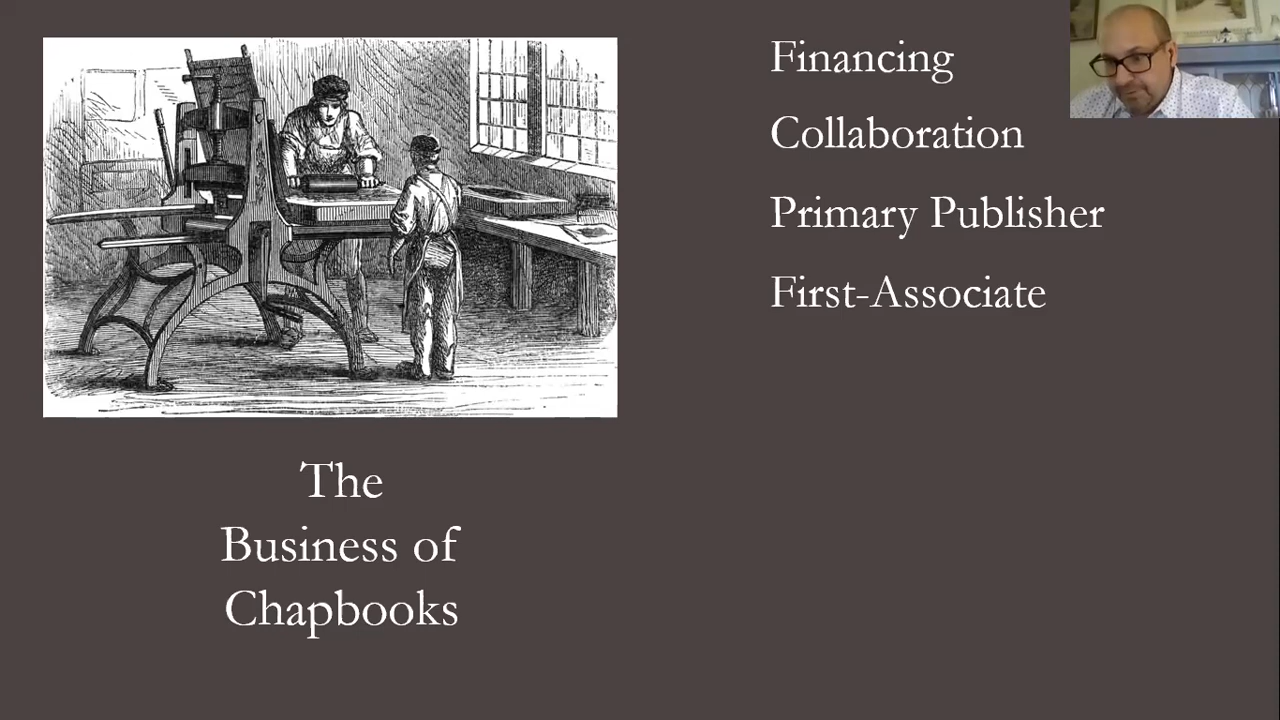 Financing
Collaboration
Primary Publisher
First-Associate
The
Business of
Chapbooks